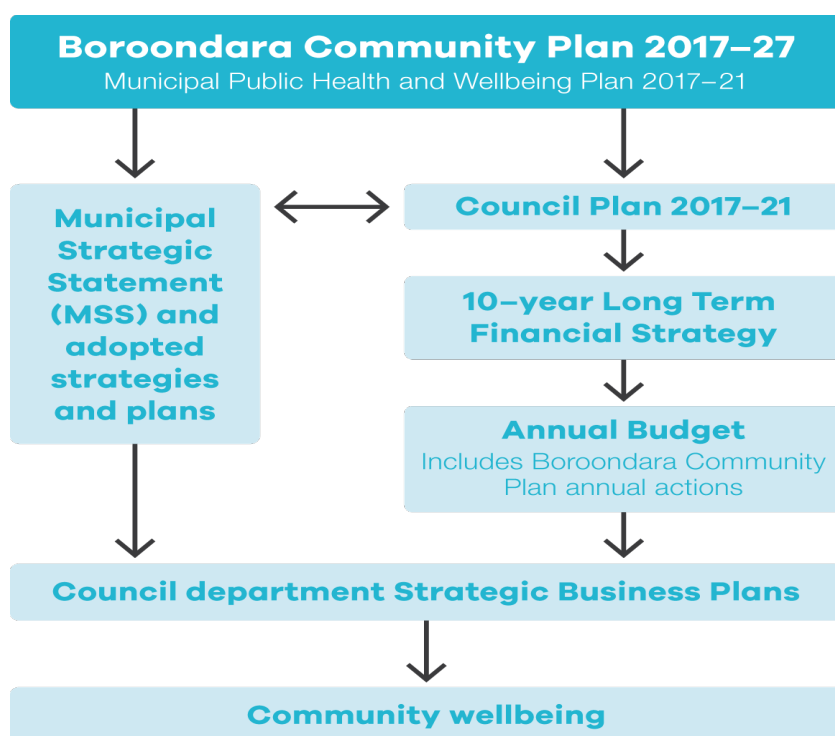 Boroondara Community Plan 2017–27
Municipal Public Health and Wellbeing Plan 2017–21
Municipal
Strategic
Statement
(MSS) and
adopted
strategies
and plans
Council Plan 2017–21
10–year Long Term
Financial Strategy
Annual Budget
Includes Boroondara Community
Plan annual actions
Council department Strategic Business Plans
Community wellbeing